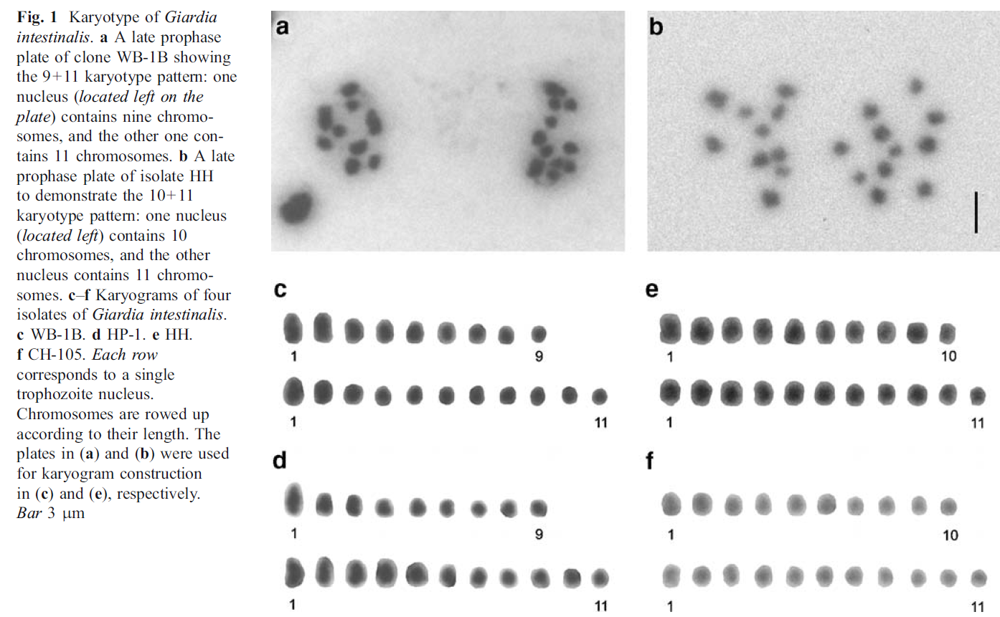 Fig. 1 Karyotype of Giardia
intestinalis. a A late prophase
plate of clone WB-1B showing
the 9+11 karyotype pattern: one
nucleus (located left on the
plate) contains nine chromo-
somes, and the other one con-
tains 11 chromosomes. b A late
prophase plate of isolate HH
to demonstrate the 10+11
karyotype pattern: one nucleus
(located left) contains 10
chromosomes, and the other
nucleus contains 11 chromo-
somes. c–f Karyograms of four
isolates of Giardia intestinalis.
c WB-1B. d HP-1. e HH.
f CH-105. Each row
corresponds to a single
trophozoite nucleus.
Chromosomes are rowed up
according to their length. The
plates in (a) and (b) were used
for karyogram construction
in (c) and (e), respectively.
Bar 3 μm
a
b
c
1 9
1 11
e
1 10
1 11
d
1 9
1 11
f
1 10
1 11